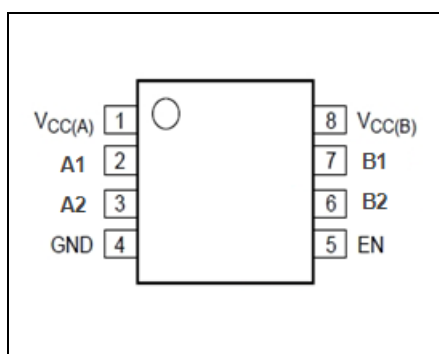 VCC(A) 1 8 VCC(B)
A1 2 7 B1
A2 3 6 B2
GND 4 5 EN